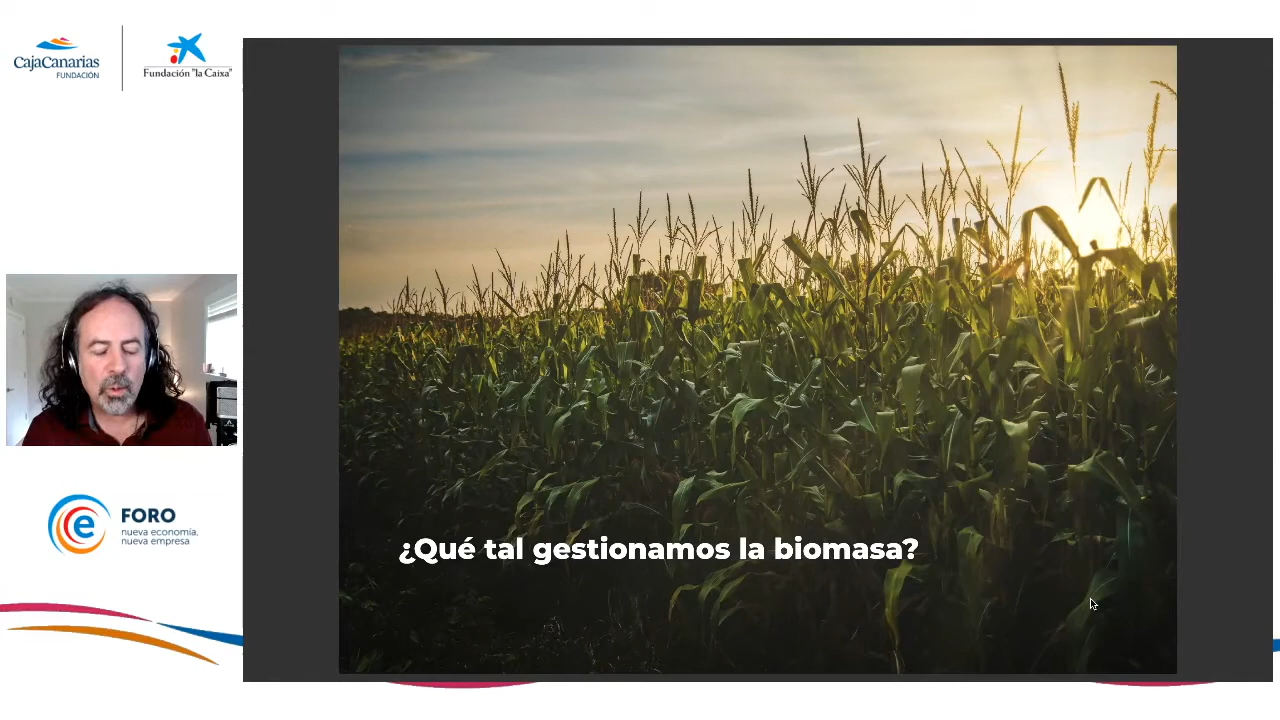 CajaCanarias
FUNDACIÓN
Fundación "la Caixa"
¿Qué tal gestionamos la biomasa?
e
FORO
nueva economía,
nueva empresa